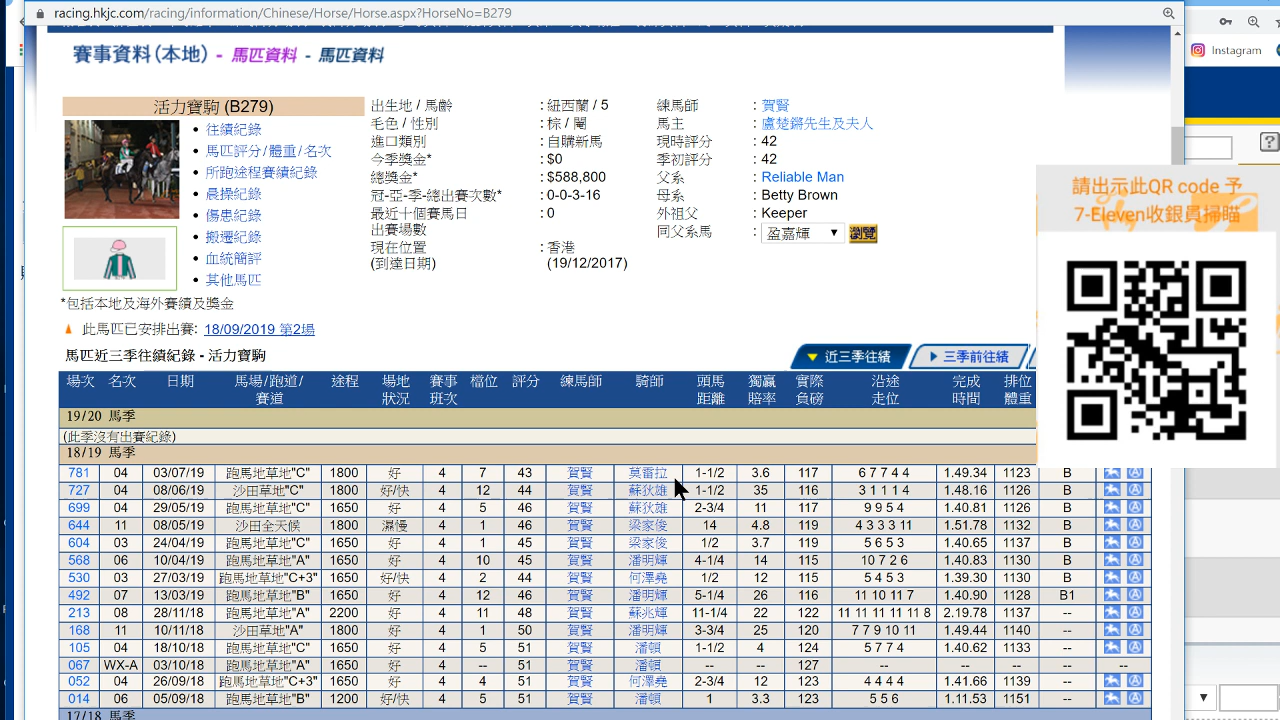 racing.hkjc.com/racing/information/Chinese/Horse/Horse.aspx?HorseNo=B279
Instagram
賽事資料(本地) - 馬匹資料 - 馬匹資料
活力寶駒 (B279)
• 往績紀錄
• 馬匹評分/體重/名次
• 所跑途程賽績紀錄
• 晨操紀錄
• 傷患紀錄
• 搬遷紀錄
• 血統簡評
• 其他馬匹
出生地 / 馬齡 : 紐西蘭 / 5
毛色 / 性別 : 棕 / 閹
進口類別 : 自購新馬
今季獎金* : $0
總獎金* : $588,800
冠-亞-季-總出賽次數* : 0-0-3-16
最近十個賽馬日 : 0
出賽場數
現在位置 : 香港
(到達日期) (19/12/2017)
練馬師 : 賀賢
馬主 : 盧楚鏘先生及夫人
現時評分 : 42
季初評分 : 42
父系 : Reliable Man
母系 : Betty Brown
外祖父 : Keeper
同父系馬 : 盈嘉輝 ▼ 瀏覽
請出示此QR code 予
7-Eleven收銀員掃瞄
*包括本地及海外賽績及獎金
此馬匹已安排出賽: 18/09/2019 第2場
馬匹近三季往績紀錄 - 活力寶駒
近三季往績 三季前往績
場次 名次 日期 馬場/跑道/賽道 途程 場地狀況 賽事班次 檔位 評分 練馬師 騎師 頭馬距離 獨贏賠率 實際負磅 沿途走位 完成時間 排位體重
19/20 馬季
(此季沒有出賽紀錄)
18/19 馬季
781 04 03/07/19 跑馬地草地"C" 1800 好 4 7 43 賀賢 莫雷拉 1-1/2 3.6 117 6 7 7 4 4 1.49.34 1123 B
727 04 08/06/19 沙田草地"C" 1800 好/快 4 12 44 賀賢 蘇狄雄 1-1/2 35 116 3 1 1 1 4 1.48.16 1126 B
699 04 29/05/19 跑馬地草地"C" 1650 好 4 5 46 賀賢 蘇狄雄 2-3/4 11 117 9 9 5 4 1.40.81 1126 B
644 11 08/05/19 沙田全天候 1800 濕慢 4 1 46 賀賢 梁家俊 14 4.8 119 4 3 3 3 11 1.51.78 1132 B
604 03 24/04/19 跑馬地草地"C" 1650 好 4 1 45 賀賢 梁家俊 1/2 3.7 119 5 6 5 3 1.40.65 1137 B
568 06 10/04/19 跑馬地草地"A" 1650 好 4 10 45 賀賢 潘明輝 4-1/4 14 115 10 7 2 6 1.40.83 1130 B
530 03 27/03/19 跑馬地草地"C+3" 1650 好/快 4 2 44 賀賢 何澤堯 1/2 12 115 5 4 5 3 1.39.30 1130 B
492 07 13/03/19 跑馬地草地"B" 1650 好 4 12 46 賀賢 潘明輝 5-1/4 26 116 11 10 11 7 1.40.90 1128 B1
213 08 28/11/18 跑馬地草地"A" 2200 好 4 11 48 賀賢 蘇兆輝 11-1/4 22 122 11 11 11 11 11 8 2.19.78 1137 --
168 11 10/11/18 沙田草地"A" 1800 好 4 1 50 賀賢 潘明輝 3-3/4 25 120 7 7 9 10 11 1.49.44 1140 --
105 04 18/10/18 跑馬地草地"C" 1650 好 4 5 51 賀賢 潘頓 1-1/2 4 124 5 7 7 4 1.40.62 1133 --
067 WX-A 03/10/18 跑馬地草地"A" 1650 好 4 -- 51 賀賢 潘頓 -- -- 127 -- -- -- -- --
052 04 26/09/18 跑馬地草地"C+3" 1650 好 4 4 51 賀賢 何澤堯 2-3/4 12 123 4 4 4 4 1.41.66 1139 --
014 06 05/09/18 跑馬地草地"B" 1200 好/快 4 5 51 賀賢 潘頓 1 3.3 123 5 5 6 1.11.53 1151 --
17/18 馬季